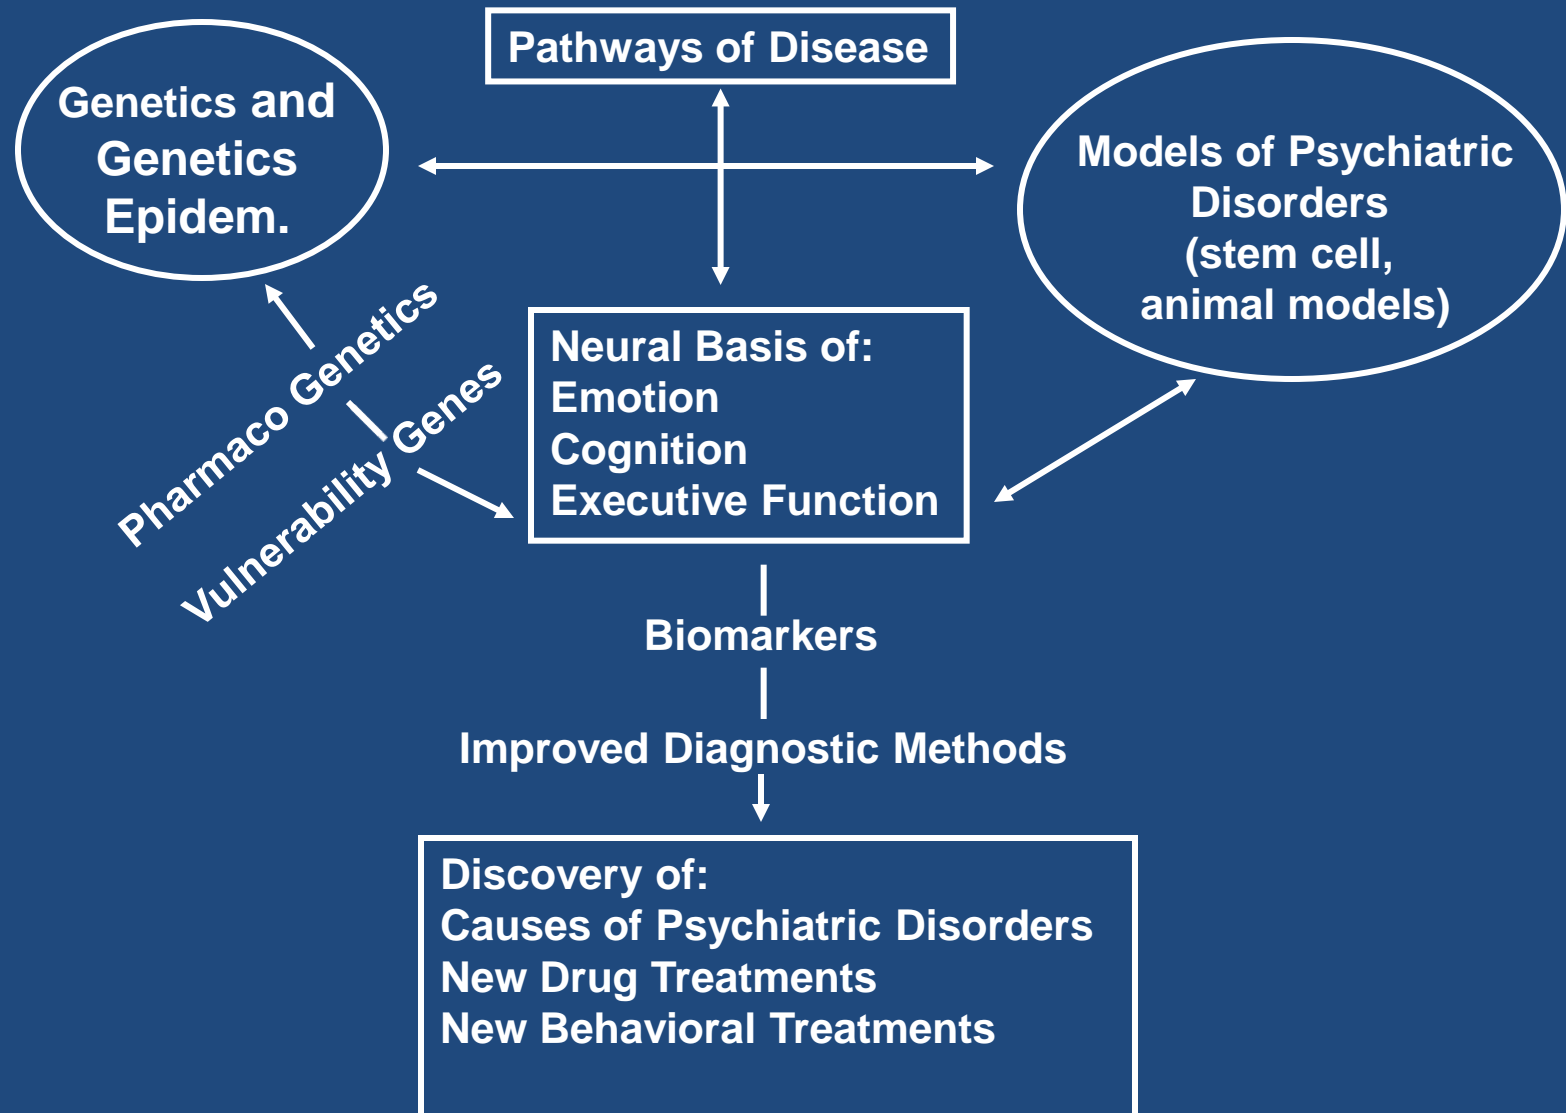 Pathways of Disease
Genetics and
Genetics
Epidem.
Models of Psychiatric
Disorders
(stem cell,
animal models)
Pharmaco Genetics
Vulnerability Genes
Neural Basis of:
Emotion
Cognition
Executive Function
Biomarkers
Improved Diagnostic Methods
Discovery of:
Causes of Psychiatric Disorders
New Drug Treatments
New Behavioral Treatments